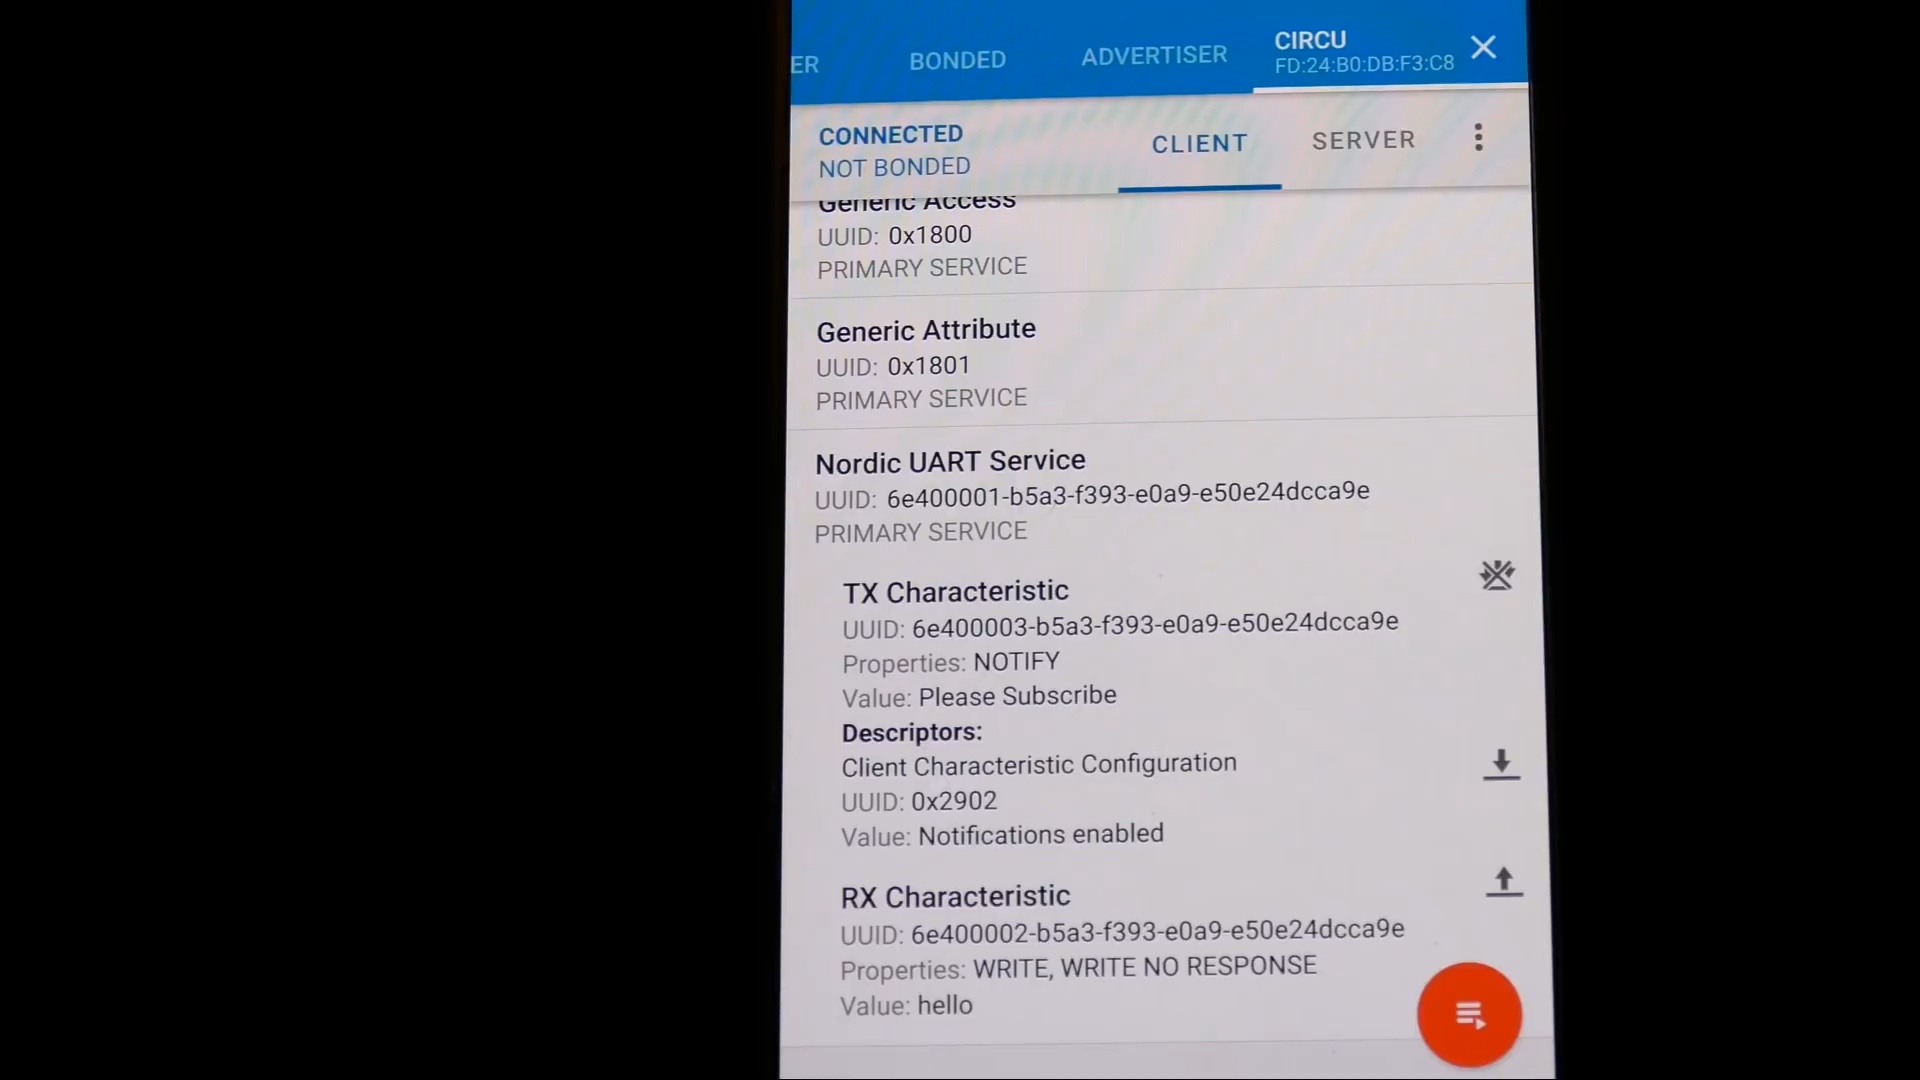 ER
BONDED
ADVERTISER
CIRCU
FD:24:B0:DB:F3:C8
CONNECTED
NOT BONDED
CLIENT
SERVER
Generic Access
UUID: 0x1800
PRIMARY SERVICE
Generic Attribute
UUID: 0x1801
PRIMARY SERVICE
Nordic UART Service
UUID: 6e400001-b5a3-f393-e0a9-e50e24dcca9e
PRIMARY SERVICE
TX Characteristic
UUID: 6e400003-b5a3-f393-e0a9-e50e24dcca9e
Properties: NOTIFY
Value: Please Subscribe
Descriptors:
Client Characteristic Configuration
UUID: 0x2902
Value: Notifications enabled
RX Characteristic
UUID: 6e400002-b5a3-f393-e0a9-e50e24dcca9e
Properties: WRITE, WRITE NO RESPONSE
Value: hello